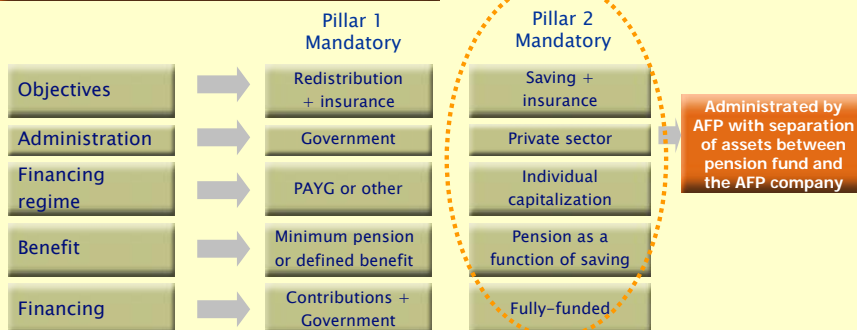 Pillar 1
Mandatory
Pillar 2
Mandatory
Objectives
Redistribution
+ insurance
Saving +
insurance
Administration
Government
Private sector
Administrated by
AFP with separation
of assets between
pension fund and
the AFP company
Financing
regime
PAYG or other
Individual
capitalization
Benefit
Minimum pension
or defined benefit
Pension as a
function of saving
Financing
Contributions +
Government
Fully-funded